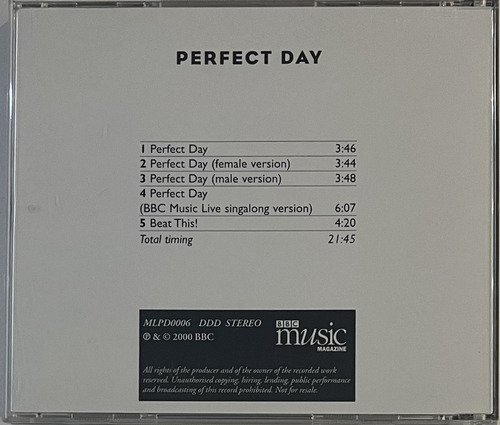 PERFECT DAY
1 Perfect Day 3:46
2 Perfect Day (female version) 3:44
3 Perfect Day (male version) 3:48
4 Perfect Day
(BBC Music Live singalong version) 6:07
5 Beat This! 4:20
Total timing 21:45
MLPD0006 DDD STEREO
℗ & © 2000 BBC
BBC
music
MAGAZINE
All rights of the producer and of the owner of the recorded work
reserved. Unauthorised copying, hiring, lending, public performance
and broadcasting of this record prohibited. Not for resale.